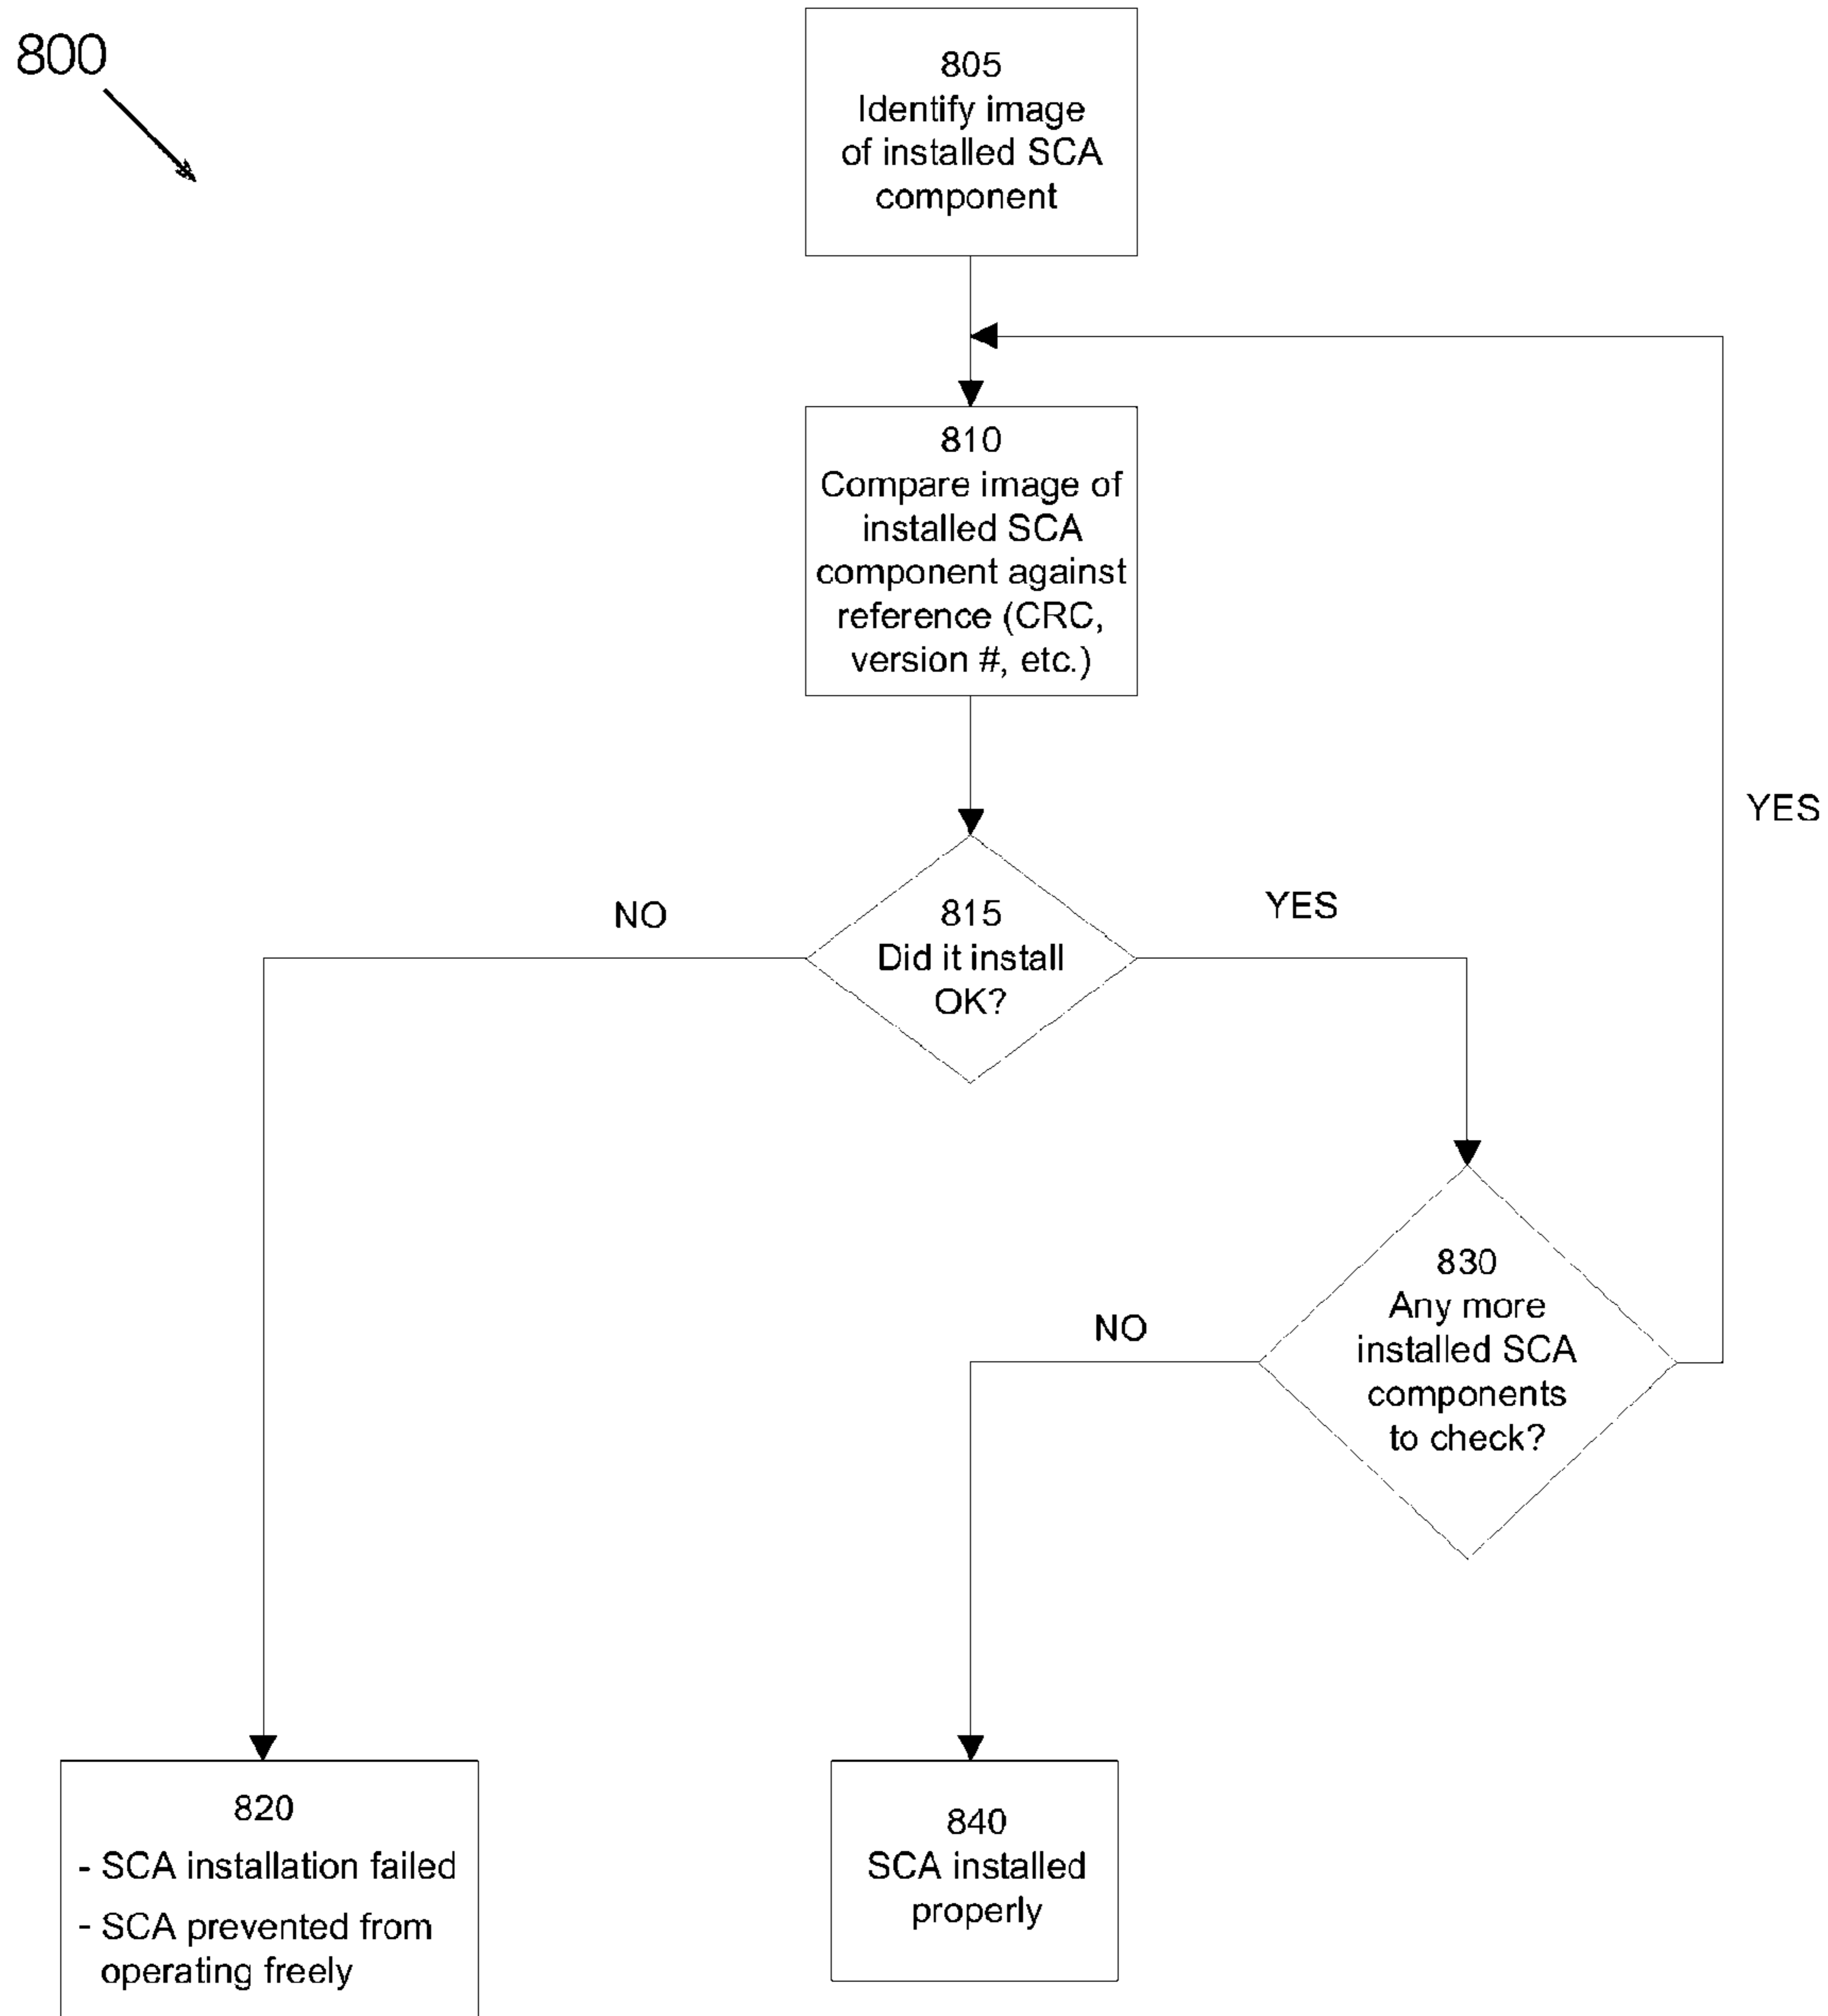 800
805
Identify image
of installed SCA
component
810
Compare image of
installed SCA
component against
reference (CRC,
version #, etc.)
YES
NO
YES
815
Did it install
OK?
830
Any more
installed SCA
components
to check?
NO
820
- SCA installation failed
- SCA prevented from
operating freely
840
SCA installed
properly